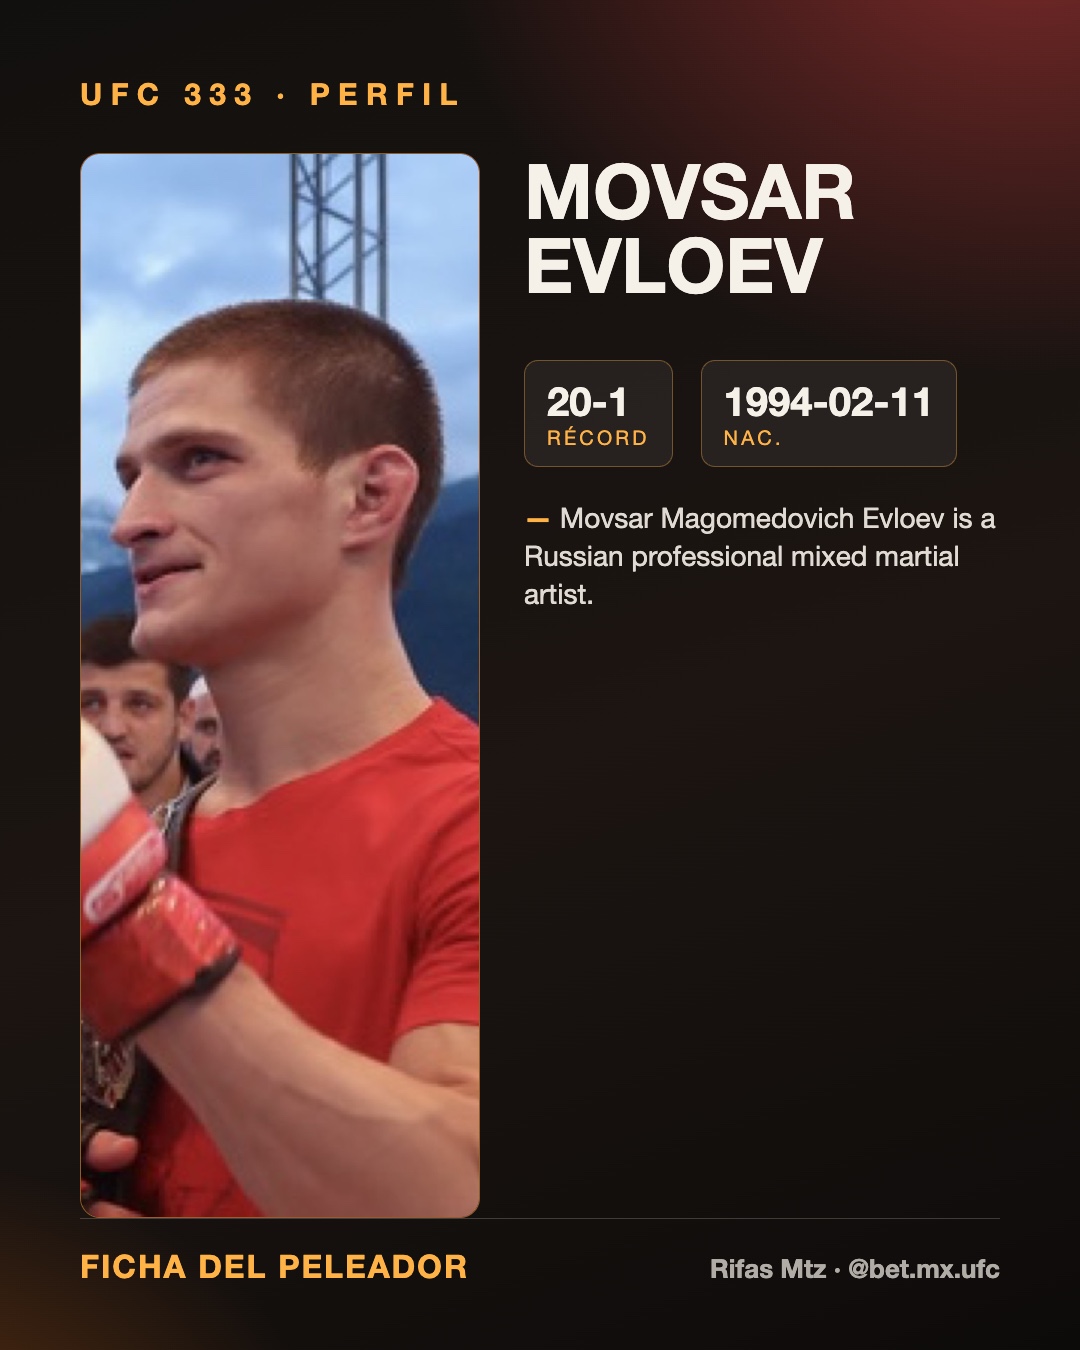 UFC 333 · PERFIL
MOVSAR
EVLOEV
20-1
RÉCORD
1994-02-11
NAC.
— Movsar Magomedovich Evloev is a
Russian professional mixed martial
artist.
FICHA DEL PELEADOR
Rifas Mtz · @bet.mx.ufc